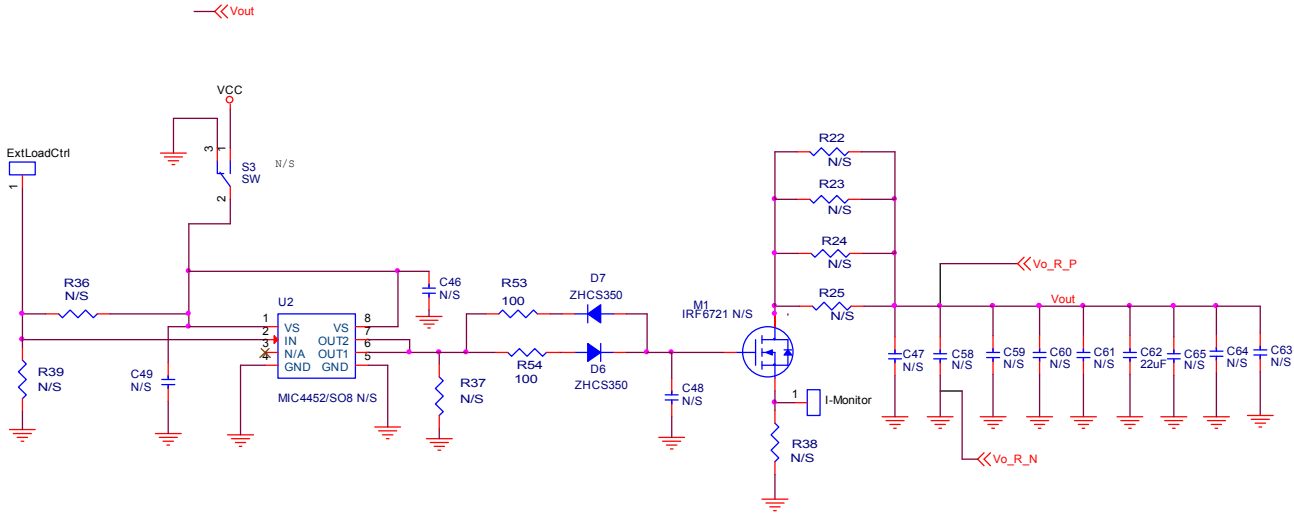 Vout
VCC
ExtLoadCtrl
1
3
1
S3
SW
N/S
2
R36
N/S
R39
N/S
C49
N/S
U2
1
2
3
4
VS
IN
N/A
GND
VS
OUT2
OUT1
GND
8
7
6
5
MIC4452/SO8 N/S
C46
N/S
R53
100
D7
ZHCS350
R54
100
D6
ZHCS350
R37
N/S
C48
N/S
M1
IRF6721 N/S
R22
N/S
R23
N/S
R24
N/S
R25
N/S
1
I-Monitor
R38
N/S
Vo_R_P
Vout
C47
N/S
C58
N/S
C59
N/S
C60
N/S
C61
N/S
C62
22uF
C65
N/S
C64
N/S
C63
N/S
Vo_R_N